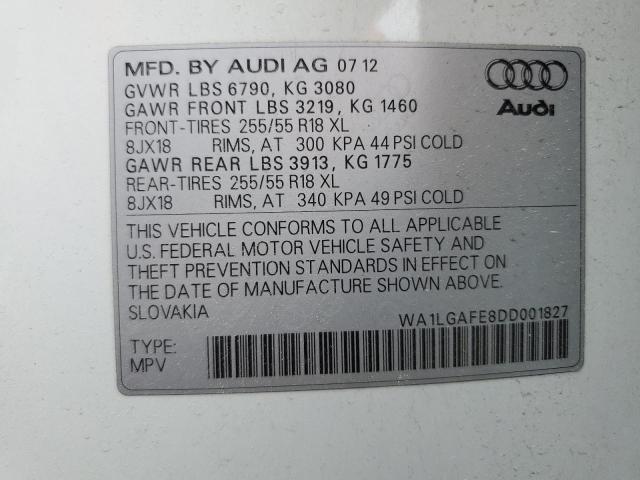 MFD. BY AUDI AG 07 12
GVWR LBS 6790, KG 3080
GAWR FRONT LBS 3219, KG 1460
FRONT-TIRES 255/55 R18 XL
8JX18 RIMS, AT 300 KPA 44 PSI COLD
GAWR REAR LBS 3913, KG 1775
REAR-TIRES 255/55 R18 XL
8JX18 RIMS, AT 340 KPA 49 PSI COLD
Audi
THIS VEHICLE CONFORMS TO ALL APPLICABLE
U.S. FEDERAL MOTOR VEHICLE SAFETY AND
THEFT PREVENTION STANDARDS IN EFFECT ON
THE DATE OF MANUFACTURE SHOWN ABOVE.
SLOVAKIA
WA1LGAFE8DD001827
TYPE:
MPV